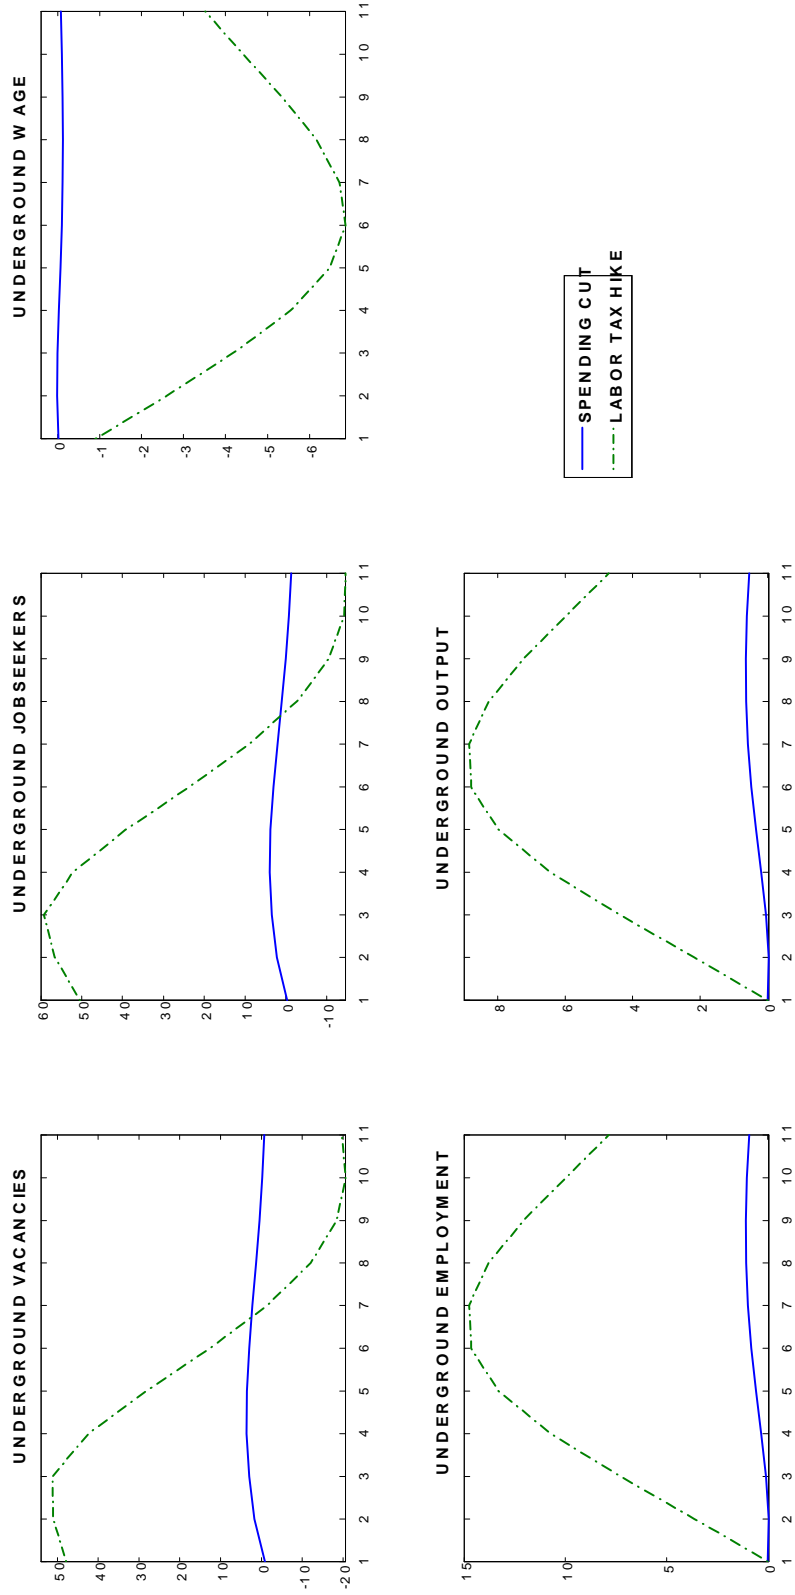 UNDERGROUND VACANCIES
50
40
30
20
10
0
-10
-20
1 2 3 4 5 6 7 8 9 10 11
UNDERGROUND JOBSEEKERS
60
50
40
30
20
10
0
-10
1 2 3 4 5 6 7 8 9 10 11
UNDERGROUND WAGE
0
-1
-2
-3
-4
-5
-6
1 2 3 4 5 6 7 8 9 10 11
UNDERGROUND EMPLOYMENT
15
10
5
0
1 2 3 4 5 6 7 8 9 10 11
UNDERGROUND OUTPUT
8
6
4
2
0
1 2 3 4 5 6 7 8 9 10 11
SPENDING CUT
LABOR TAX HIKE